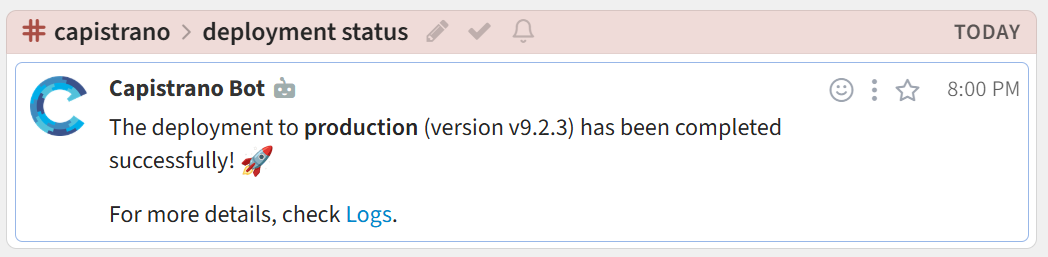 # capistrano > deployment status TODAY
Capistrano Bot 8:00 PM
The deployment to production (version v9.2.3) has been completed
successfully! 🚀
For more details, check Logs.